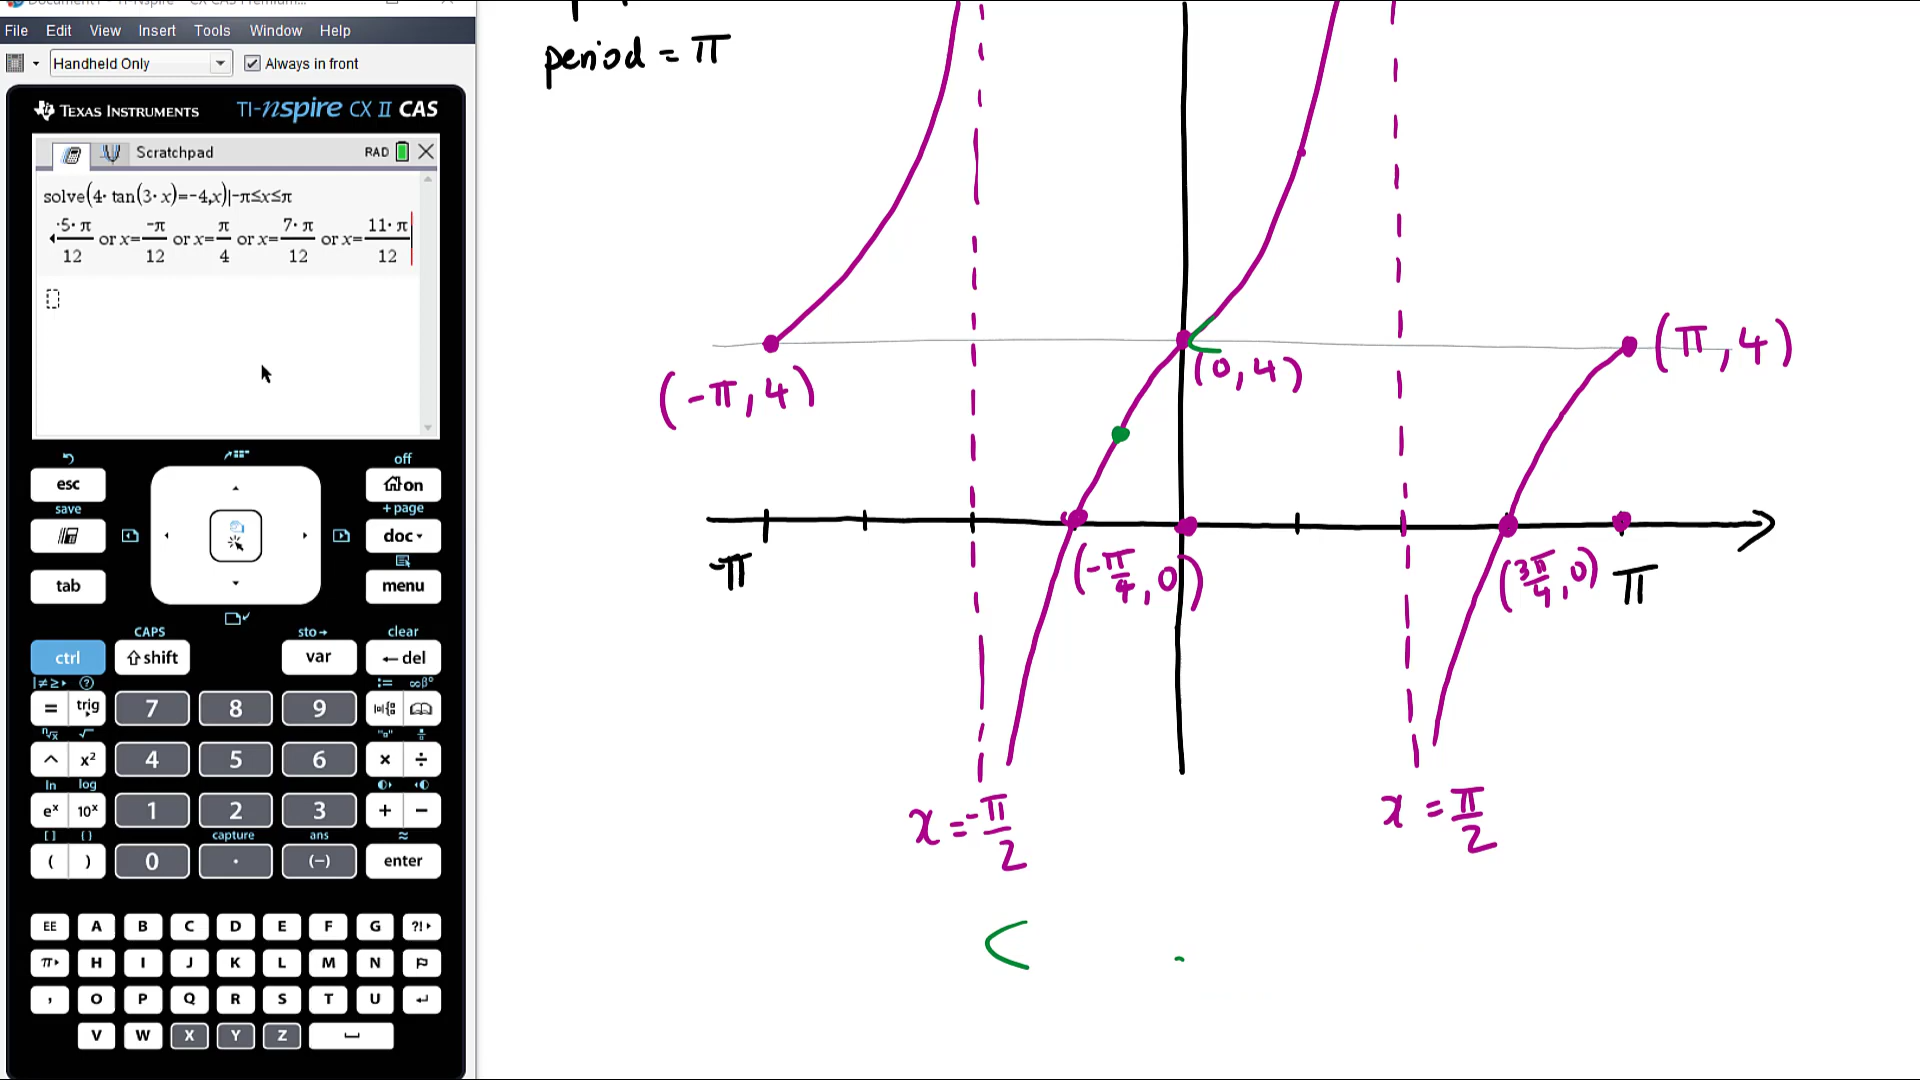 File Edit View Insert Tools Window Help
Handheld Only Always in front
TEXAS INSTRUMENTS TI-nspire CX II CAS
Scratchpad RAD
solve(4·tan(3·x)=-4,x)|-π≤x≤π
·5·π/12 or x=-π/12 or x=π/4 or x=7·π/12 or x=11·π/12
off
esc on
save + page
doc
tab menu
CAPS sto→ clear
ctrl shift var ←del
|≠≥▸ ? := ∞β°
= trig 7 8 9
ⁿ√x √
^ x² 4 5 6 × ÷
ln log
eˣ 10ˣ 1 2 3 + −
[ ] { } capture ans ≈
( ) 0 . (−) enter
EE A B C D E F G ?!▸
π▸ H I J K L M N
, O P Q R S T U ↵
V W X Y Z
period = π
(-π, 4)
(0, 4)
(π, 4)
-π
(-π/4, 0)
(3π/4, 0)
π
x = -π/2
x = π/2